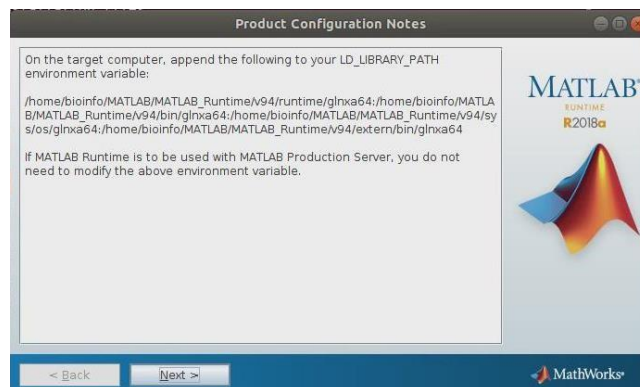 Product Configuration Notes
On the target computer, append the following to your LD_LIBRARY_PATH
environment variable:
/home/bioinfo/MATLAB/MATLAB_Runtime/v94/runtime/glnxa64:/home/bioinfo/MATLA
B/MATLAB_Runtime/v94/bin/glnxa64:/home/bioinfo/MATLAB/MATLAB_Runtime/v94/sy
s/os/glnxa64:/home/bioinfo/MATLAB/MATLAB_Runtime/v94/extern/bin/glnxa64
If MATLAB Runtime is to be used with MATLAB Production Server, you do not
need to modify the above environment variable.
MATLAB®
RUNTIME
R2018a
< Back
Next >
MathWorks®